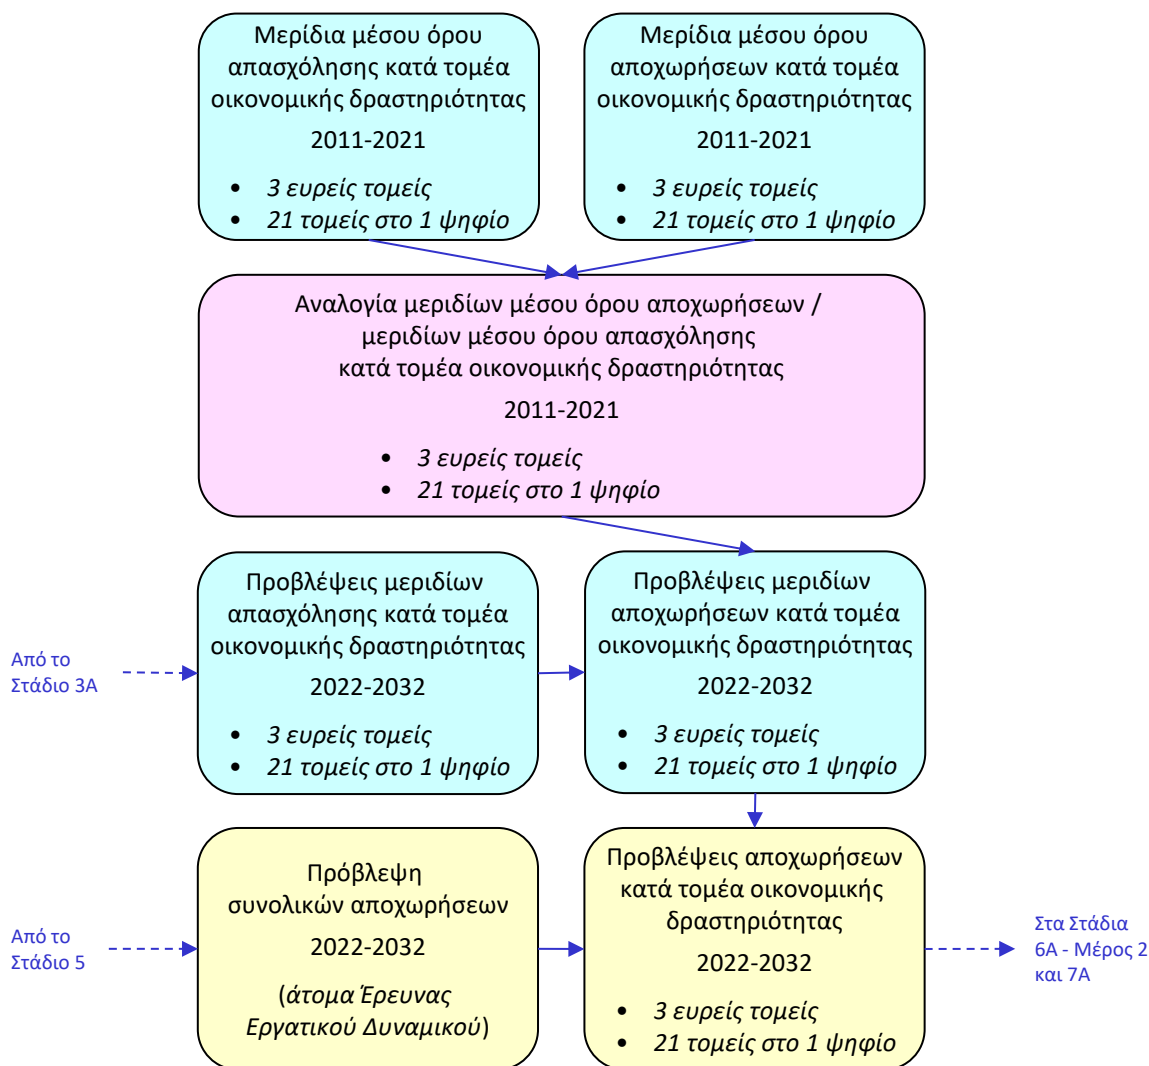 Μερίδια μέσου όρου
απασχόλησης κατά τομέα
οικονομικής δραστηριότητας
2011-2021
• 3 ευρείς τομείς
• 21 τομείς στο 1 ψηφίο
Μερίδια μέσου όρου
αποχωρήσεων κατά τομέα
οικονομικής δραστηριότητας
2011-2021
• 3 ευρείς τομείς
• 21 τομείς στο 1 ψηφίο
Αναλογία μεριδίων μέσου όρου αποχωρήσεων /
μεριδίων μέσου όρου απασχόλησης
κατά τομέα οικονομικής δραστηριότητας
2011-2021
• 3 ευρείς τομείς
• 21 τομείς στο 1 ψηφίο
Από το
Στάδιο 3Α
Προβλέψεις μεριδίων
απασχόλησης κατά τομέα
οικονομικής δραστηριότητας
2022-2032
• 3 ευρείς τομείς
• 21 τομείς στο 1 ψηφίο
Προβλέψεις μεριδίων
αποχωρήσεων κατά τομέα
οικονομικής δραστηριότητας
2022-2032
• 3 ευρείς τομείς
• 21 τομείς στο 1 ψηφίο
Από το
Στάδιο 5
Πρόβλεψη
συνολικών αποχωρήσεων
2022-2032
(άτομα Έρευνας
Εργατικού Δυναμικού)
Προβλέψεις αποχωρήσεων
κατά τομέα οικονομικής
δραστηριότητας
2022-2032
• 3 ευρείς τομείς
• 21 τομείς στο 1 ψηφίο
Στα Στάδια
6Α - Μέρος 2
και 7Α